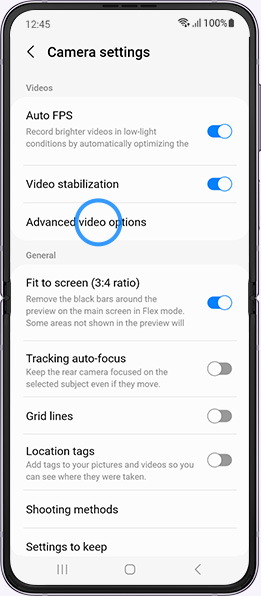 12:45 100%
Camera settings
Videos
Auto FPS
Record brighter videos in low-light
conditions by automatically optimizing the
Video stabilization
Advanced video options
General
Fit to screen (3:4 ratio)
Remove the black bars around the
preview on the main screen in Flex mode.
Some areas not shown in the preview will
Tracking auto-focus
Keep the rear camera focused on the
selected subject even if they move.
Grid lines
Location tags
Add tags to your pictures and videos so you
can see where they were taken.
Shooting methods
Settings to keep